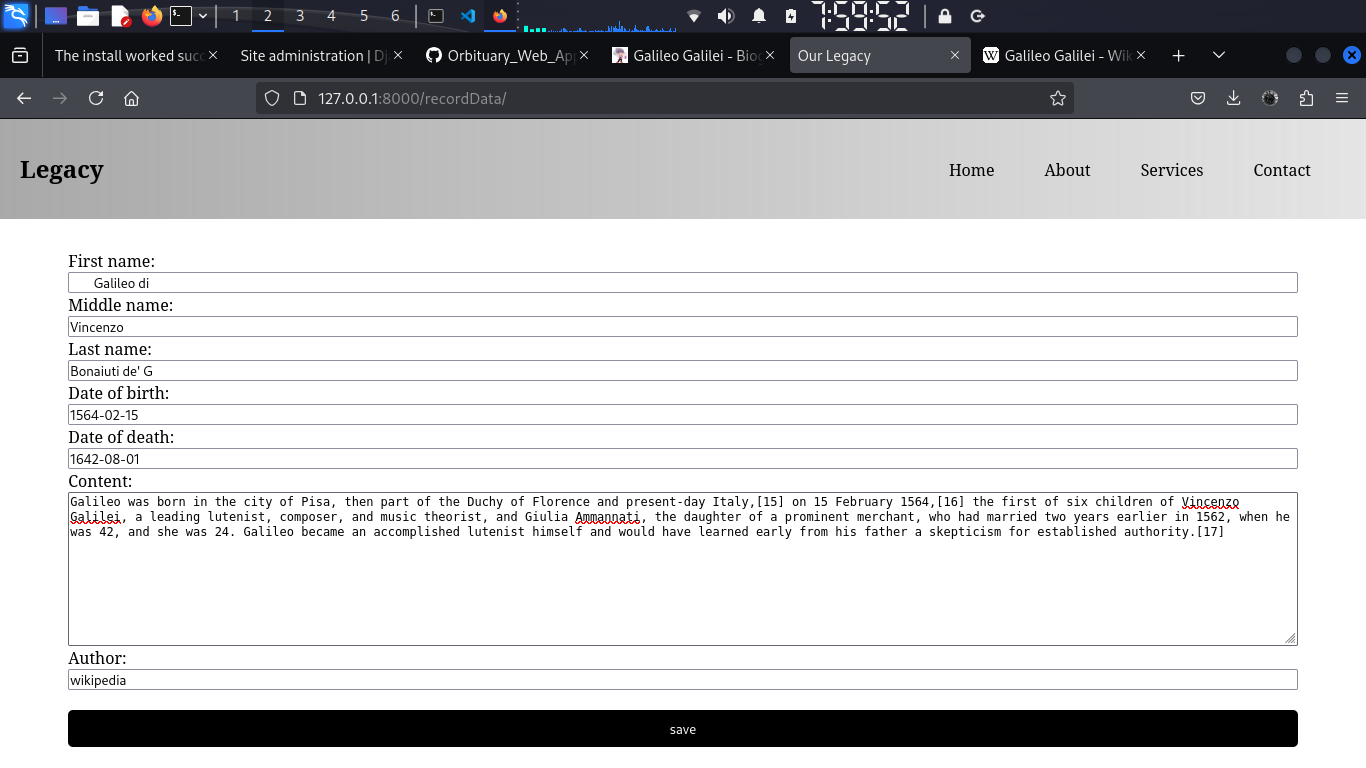 1 2 3 4 5 6 7:59:52
The install worked succ Site administration | Dj Orbituary_Web_App Galileo Galilei - Biog Our Legacy Galileo Galilei - Wik
127.0.0.1:8000/recordData/
Legacy Home About Services Contact
First name:
Galileo di
Middle name:
Vincenzo
Last name:
Bonaiuti de' G
Date of birth:
1564-02-15
Date of death:
1642-08-01
Content:
Galileo was born in the city of Pisa, then part of the Duchy of Florence and present-day Italy,[15] on 15 February 1564,[16] the first of six children of Vincenzo
Galilei, a leading lutenist, composer, and music theorist, and Giulia Ammannati, the daughter of a prominent merchant, who had married two years earlier in 1562, when he
was 42, and she was 24. Galileo became an accomplished lutenist himself and would have learned early from his father a skepticism for established authority.[17]
Author:
wikipedia
save